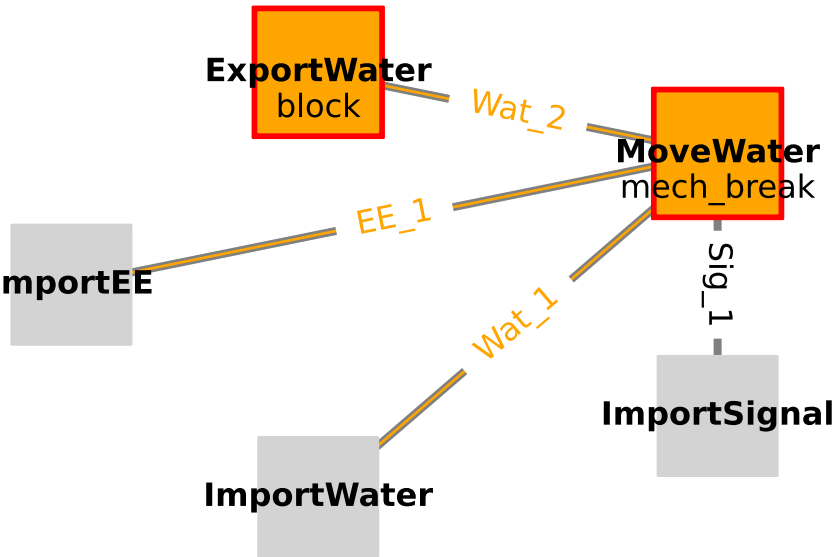 ExportWater
block
Wat_2
MoveWater
mech_break
EE_1
Sig_1
mportEE
Wat_1
ImportSignal
ImportWater